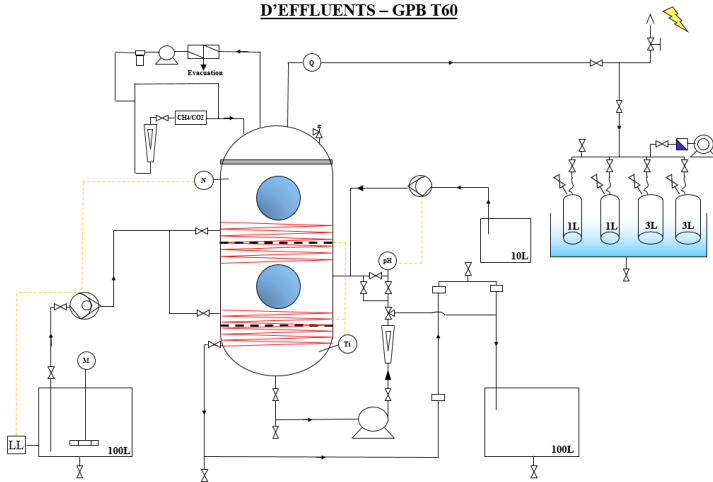 D'EFFLUENTS – GPB T60
Q
Evacuation
CH4/CO2
N
1L
1L
3L
3L
pH
10L
Ti
M
LL
100L
100L